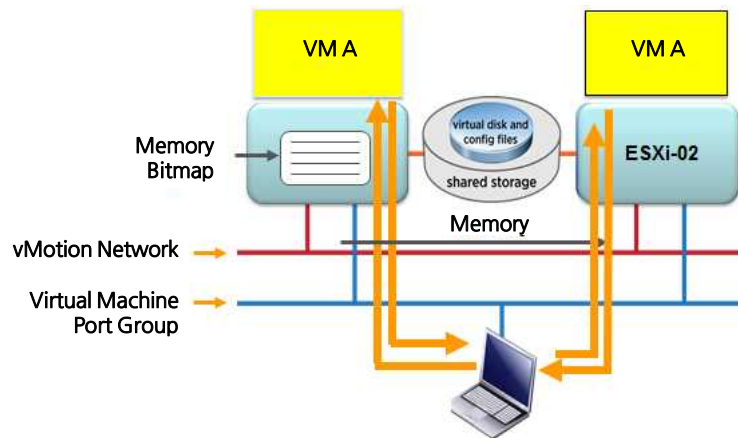 VM A
VM A
Memory
Bitmap
virtual disk and
config files
shared storage
ESXi-02
Memory
vMotion Network
Virtual Machine
Port Group